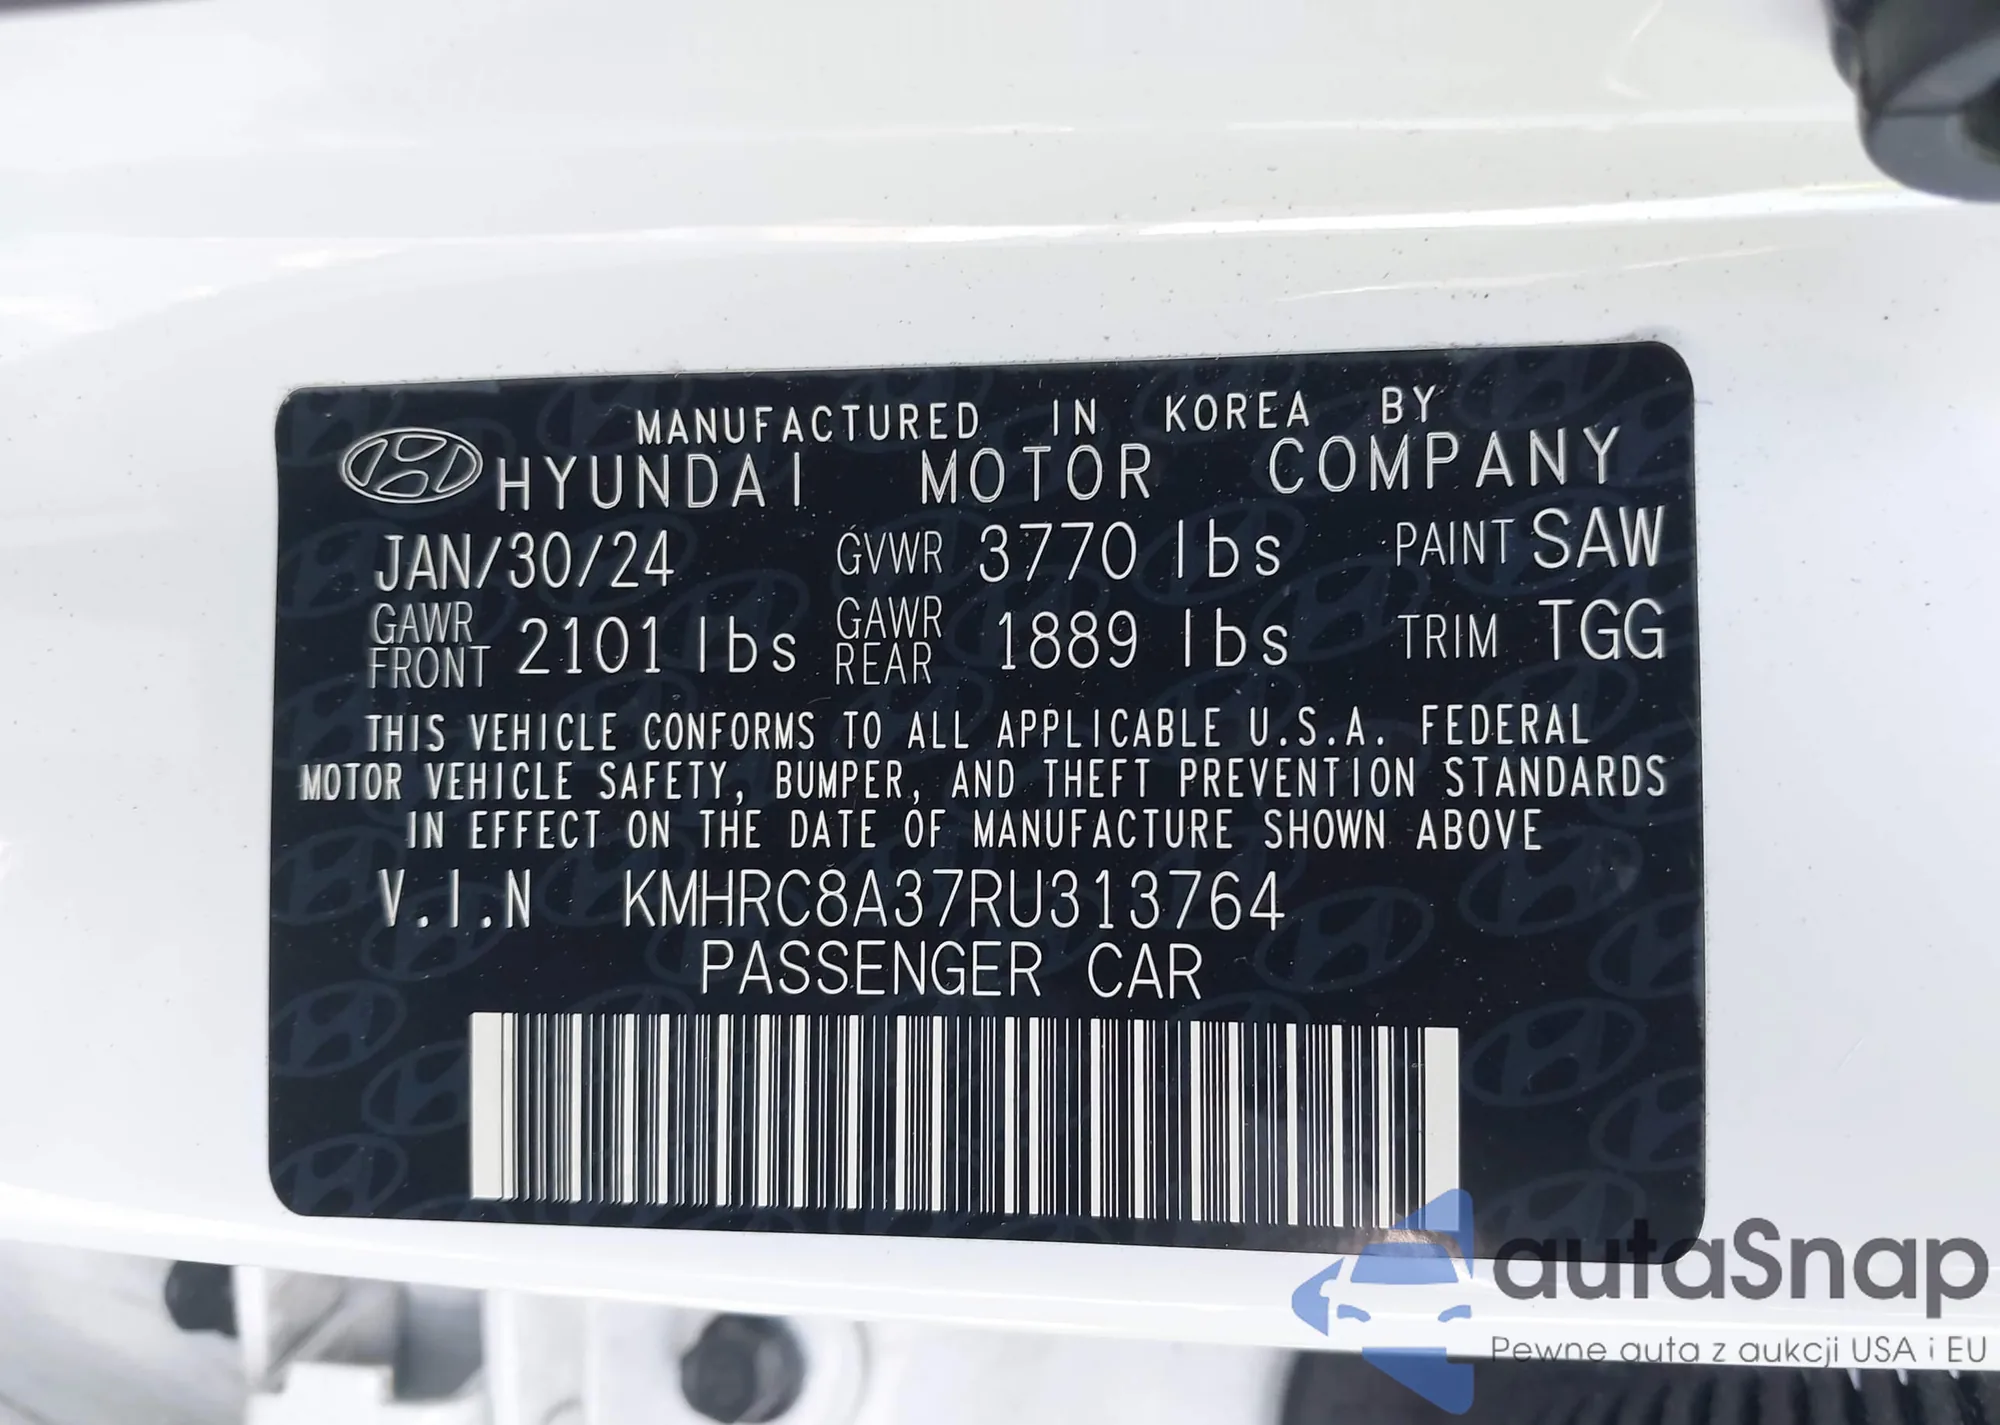 MANUFACTURED IN KOREA BY
HYUNDAI MOTOR COMPANY
JAN/30/24 GVWR 3770 lbs PAINT SAW
GAWR FRONT 2101 lbs GAWR REAR 1889 lbs TRIM TGG
THIS VEHICLE CONFORMS TO ALL APPLICABLE U.S.A. FEDERAL
MOTOR VEHICLE SAFETY, BUMPER, AND THEFT PREVENTION STANDARDS
IN EFFECT ON THE DATE OF MANUFACTURE SHOWN ABOVE
V.I.N KMHRC8A37RU313764
PASSENGER CAR
autaSnap
Pewne auta z aukcji USA i EU